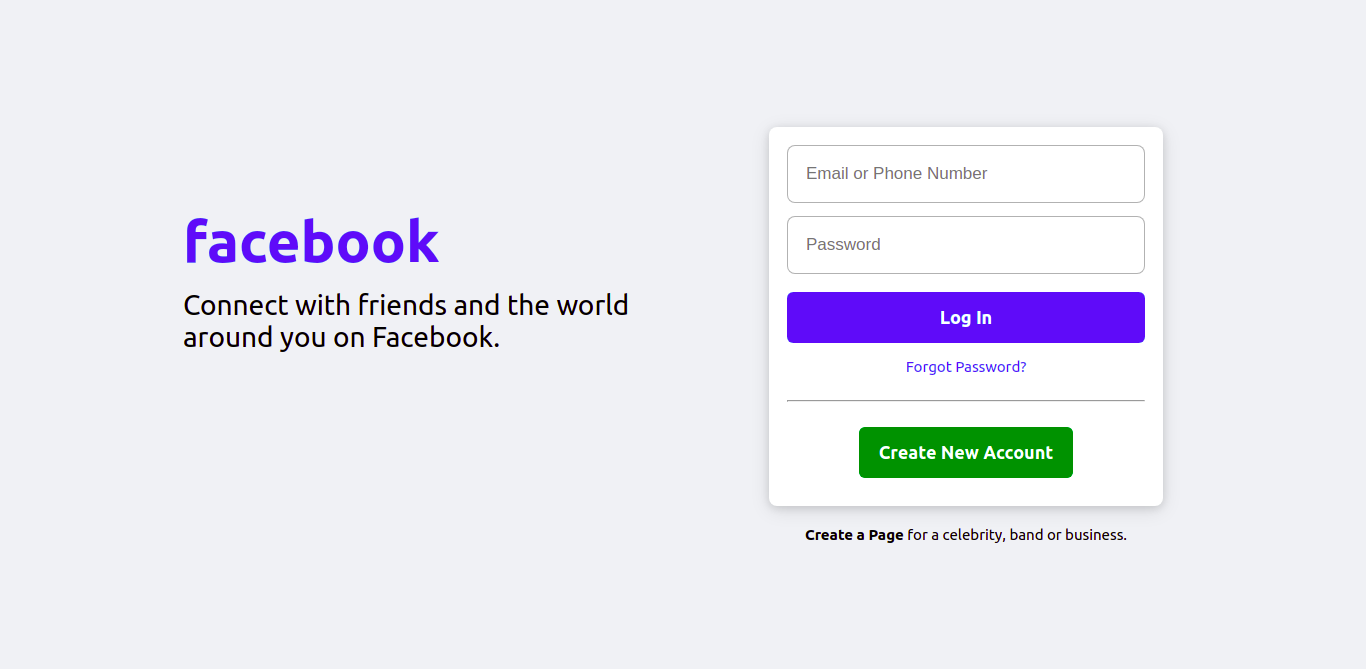 facebook
Connect with friends and the world
around you on Facebook.
Email or Phone Number
Password
Log In
Forgot Password?
Create New Account
Create a Page for a celebrity, band or business.